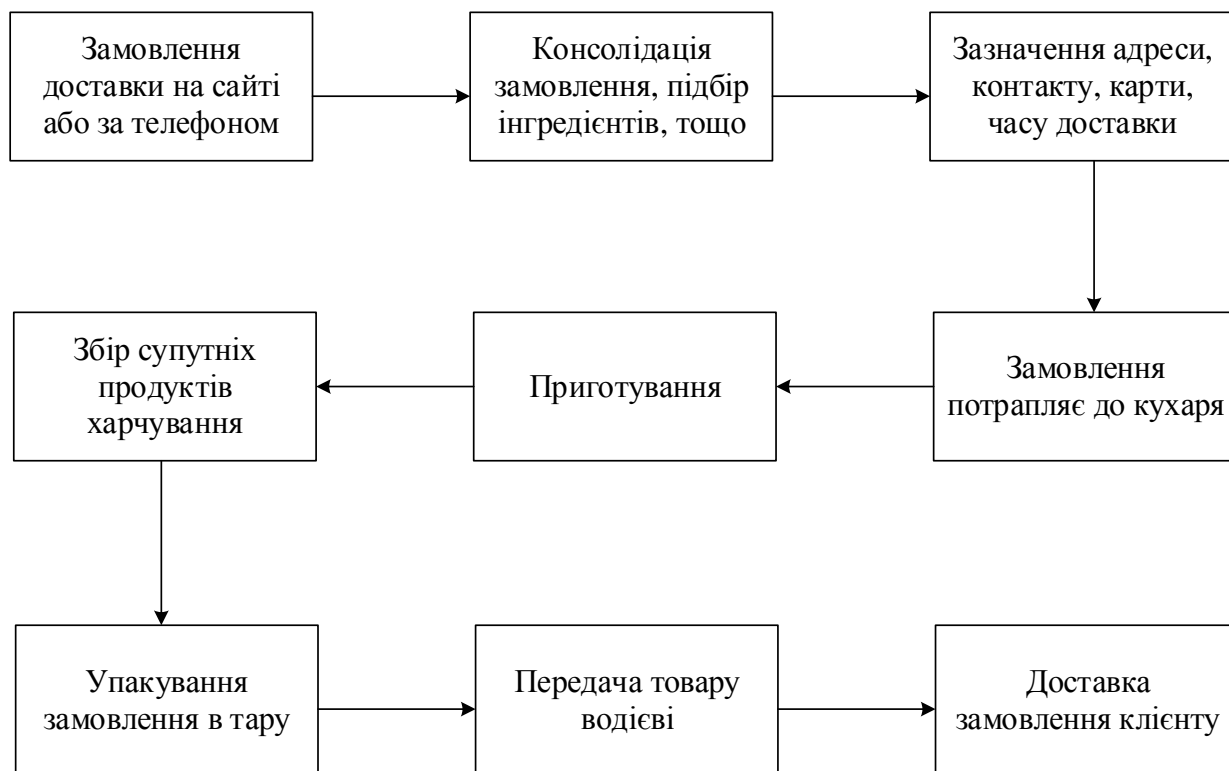 Замовлення
доставки на сайті
або за телефоном
Консолідація
замовлення, підбір
інгредієнтів, тощо
Зазначення адреси,
контакту, карти,
часу доставки
Замовлення
потрапляє до кухаря
Приготування
Збір супутніх
продуктів
харчування
Упакування
замовлення в тару
Передача товару
водієві
Доставка
замовлення клієнту